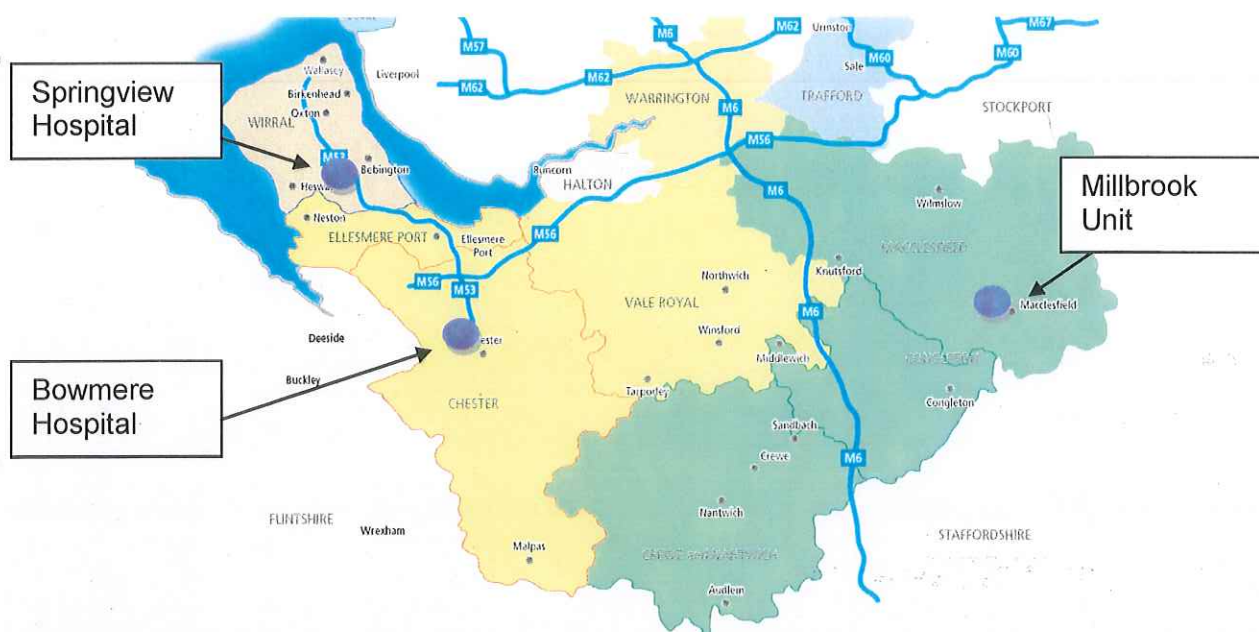 M6
M62
Urmston
M67
M57
M60
Liverpool
M62
M62
Sale
M60
Wallasey
Springview
Hospital
Birkenhead
Oxton
WIRRAL
WARRINGTON
TRAFFORD
STOCKPORT
M6
M56
M53
Bebington
Runcorn
HALTON
Millbrook
Unit
Neston
M6
Wilmslow
ELLESMERE PORT
Ellesmere
Port
M56
MACCLESFIELD
M56
M53
Northwich
Knutsford
VALE ROYAL
Macclesfield
M6
Deeside
Winsford
Middlewich
Buckley
Tarporley
Congleton
Bowmere
Hospital
CHESTER
Sandbach
Crewe
M6
Nantwich
FLINTSHIRE
Wrexham
STAFFORDSHIRE
Malpas
Audlem